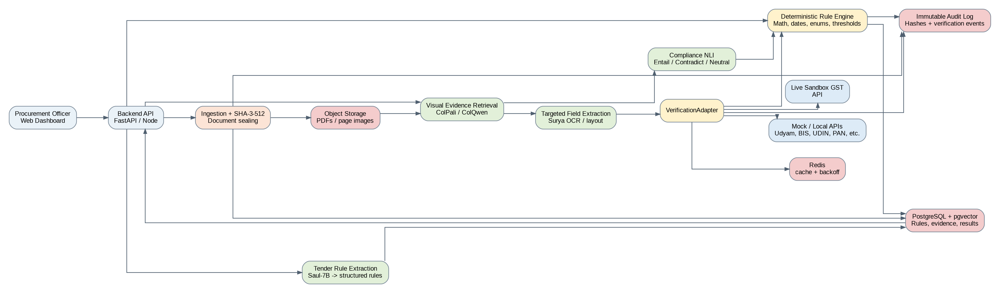 Deterministic Rule Engine
Math, dates, enums, thresholds
Immutable Audit Log
Hashes + verification events
Compliance NLI
Entail / Contradict / Neutral
Live Sandbox GST
API
Procurement Officer
Web Dashboard
Backend API
FastAPI / Node
Ingestion + SHA-3-512
Document sealing
Object Storage
PDFs / page images
Visual Evidence Retrieval
ColPali / ColQwen
Targeted Field Extraction
Surya OCR / layout
VerificationAdapter
Mock / Local APIs
Udyam, BIS, UDIN, PAN, etc.
Redis
cache + backoff
PostgreSQL + pgvector
Rules, evidence, results
Tender Rule Extraction
Saul-7B -> structured rules